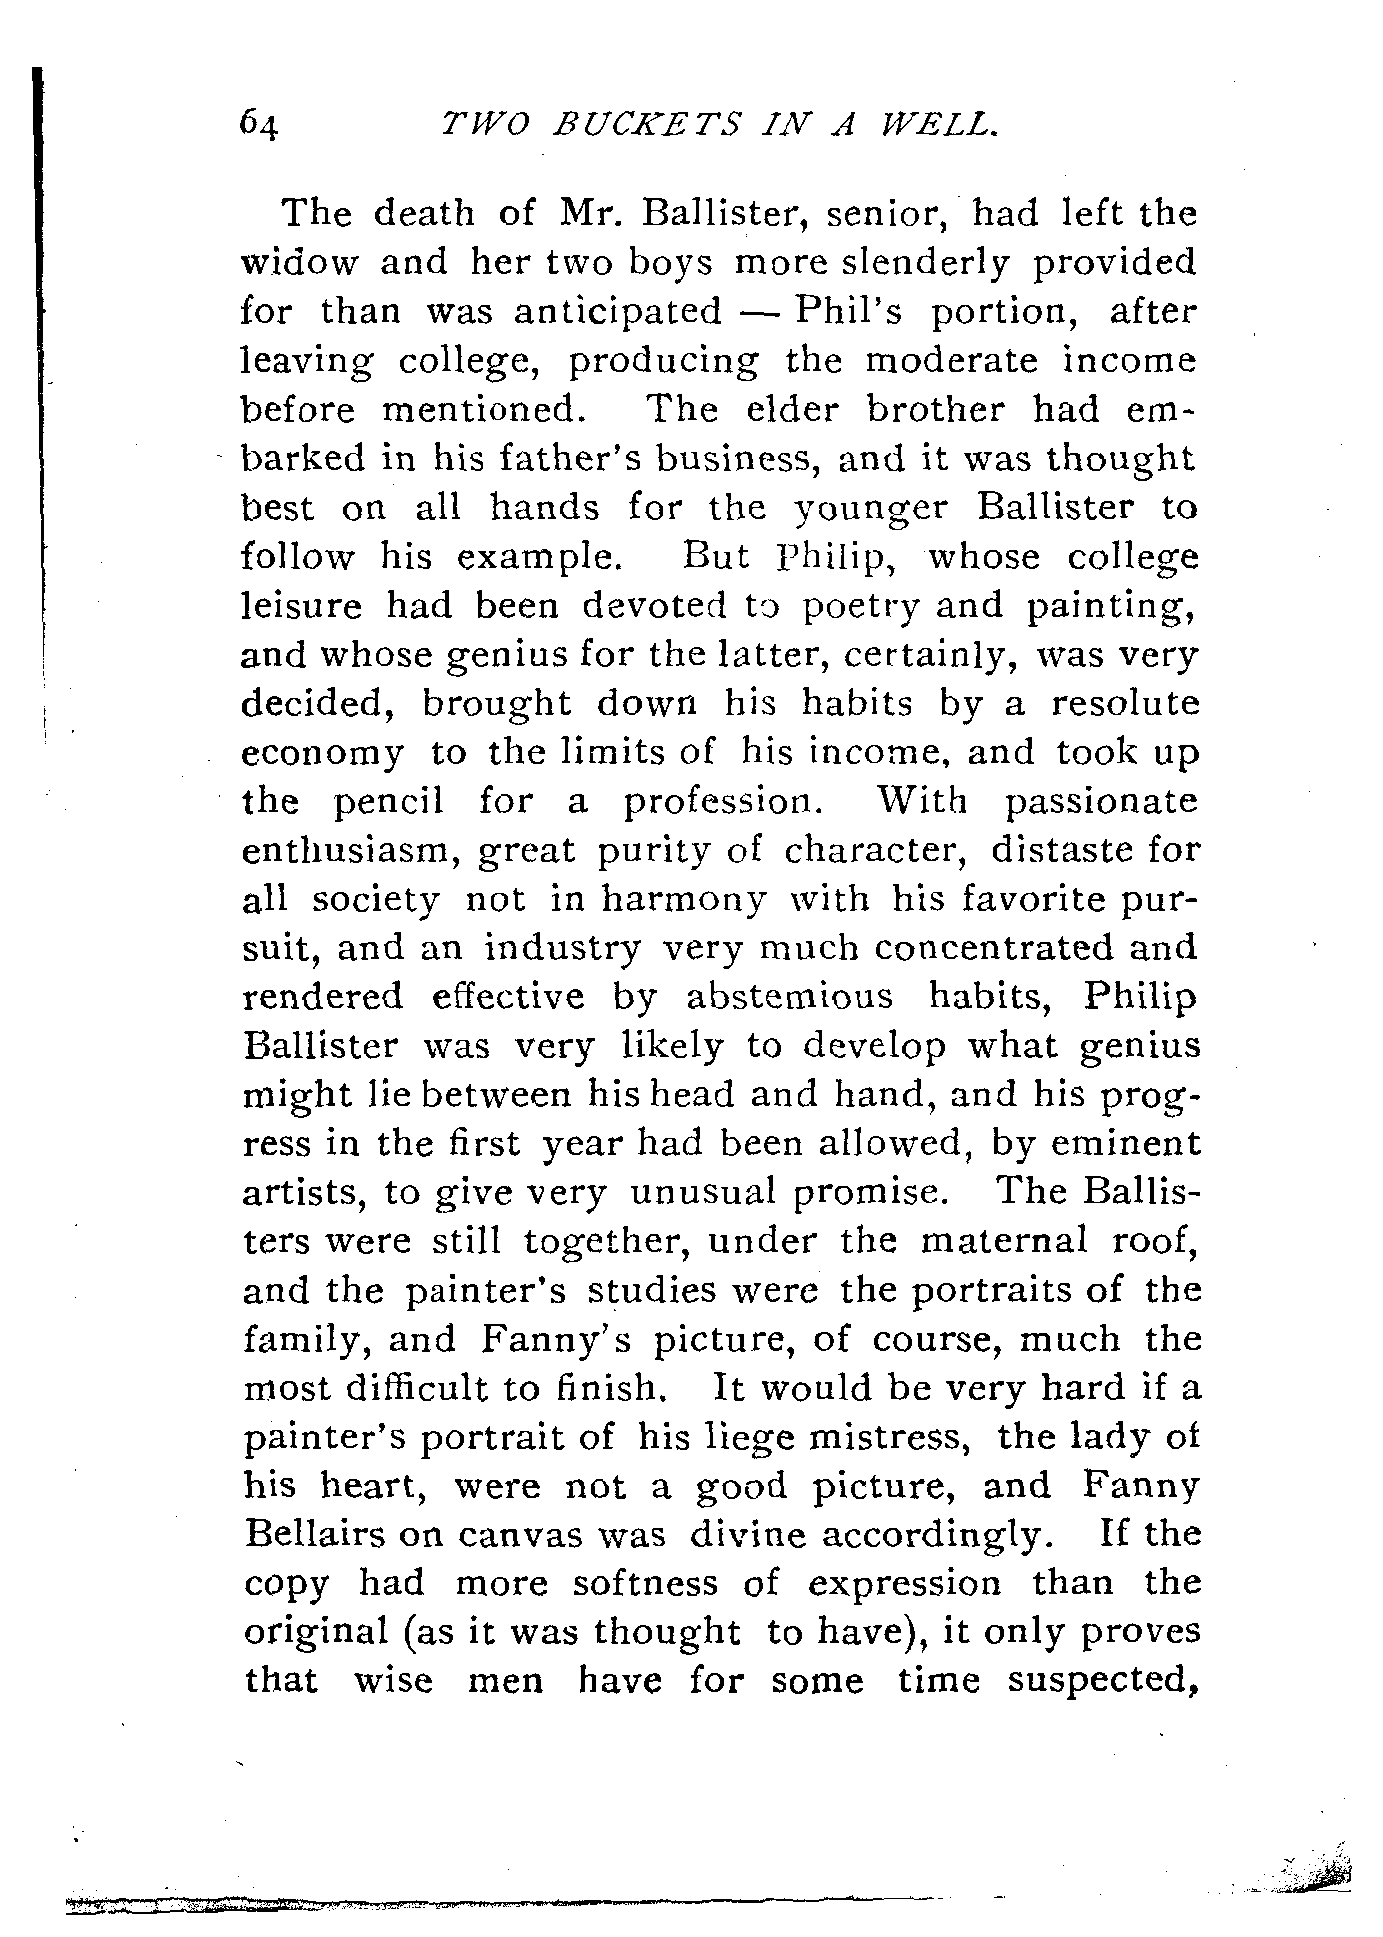 64 TWO BUCKETS IN A WELL.
The death of Mr. Ballister, senior, had left the
widow and her two boys more slenderly provided
for than was anticipated — Phil's portion, after
leaving college, producing the moderate income
before mentioned. The elder brother had em-
barked in his father's business, and it was thought
best on all hands for the younger Ballister to
follow his example. But Philip, whose college
leisure had been devoted to poetry and painting,
and whose genius for the latter, certainly, was very
decided, brought down his habits by a resolute
economy to the limits of his income, and took up
the pencil for a profession. With passionate
enthusiasm, great purity of character, distaste for
all society not in harmony with his favorite pur-
suit, and an industry very much concentrated and
rendered effective by abstemious habits, Philip
Ballister was very likely to develop what genius
might lie between his head and hand, and his prog-
ress in the first year had been allowed, by eminent
artists, to give very unusual promise. The Ballis-
ters were still together, under the maternal roof,
and the painter's studies were the portraits of the
family, and Fanny's picture, of course, much the
most difficult to finish. It would be very hard if a
painter's portrait of his liege mistress, the lady of
his heart, were not a good picture, and Fanny
Bellairs on canvas was divine accordingly. If the
copy had more softness of expression than the
original (as it was thought to have), it only proves
that wise men have for some time suspected,